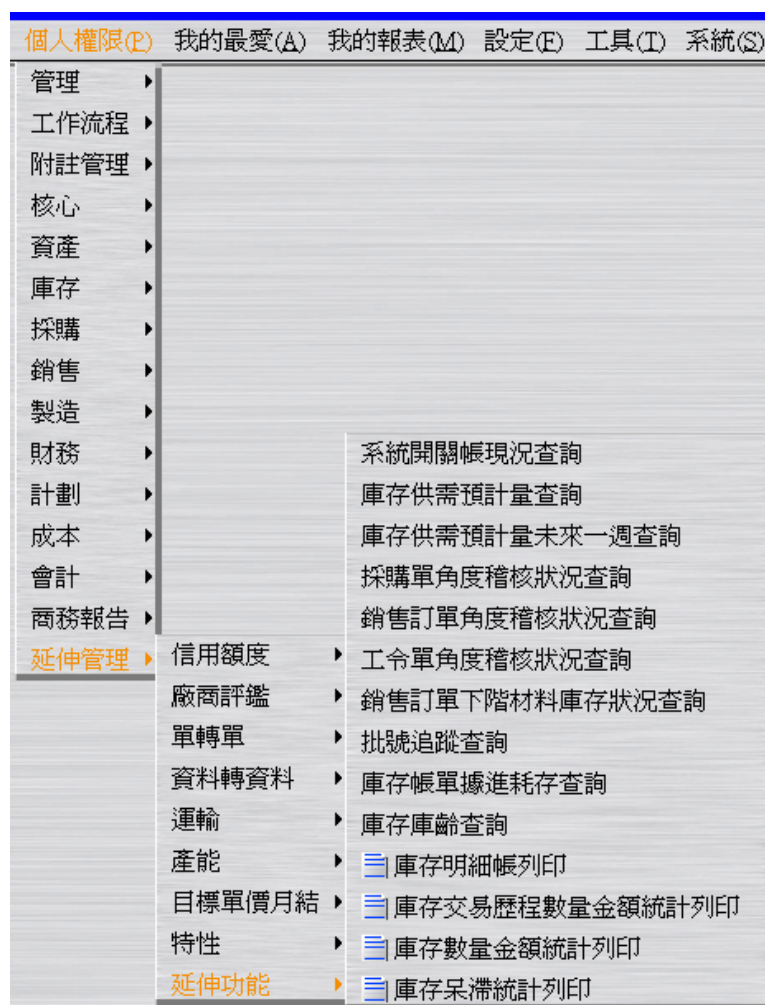 個人權限(P) 我的最愛(A) 我的報表(M) 設定(F) 工具(T) 系統(S)
管理
工作流程
附註管理
核心
資產
庫存
採購
銷售
製造
財務
計劃
成本
會計
商務報告
延伸管理
信用額度
廠商評鑑
單轉單
資料轉資料
運輸
產能
目標單價月結
特性
延伸功能
系統開關帳現況查詢
庫存供需預計量查詢
庫存供需預計量未來一週查詢
採購單角度稽核狀況查詢
銷售訂單角度稽核狀況查詢
工令單角度稽核狀況查詢
銷售訂單下階材料庫存狀況查詢
批號追蹤查詢
庫存帳單據進耗存查詢
庫存庫齡查詢
庫存明細帳列印
庫存交易歷程數量金額統計列印
庫存數量金額統計列印
庫存呆滯統計列印